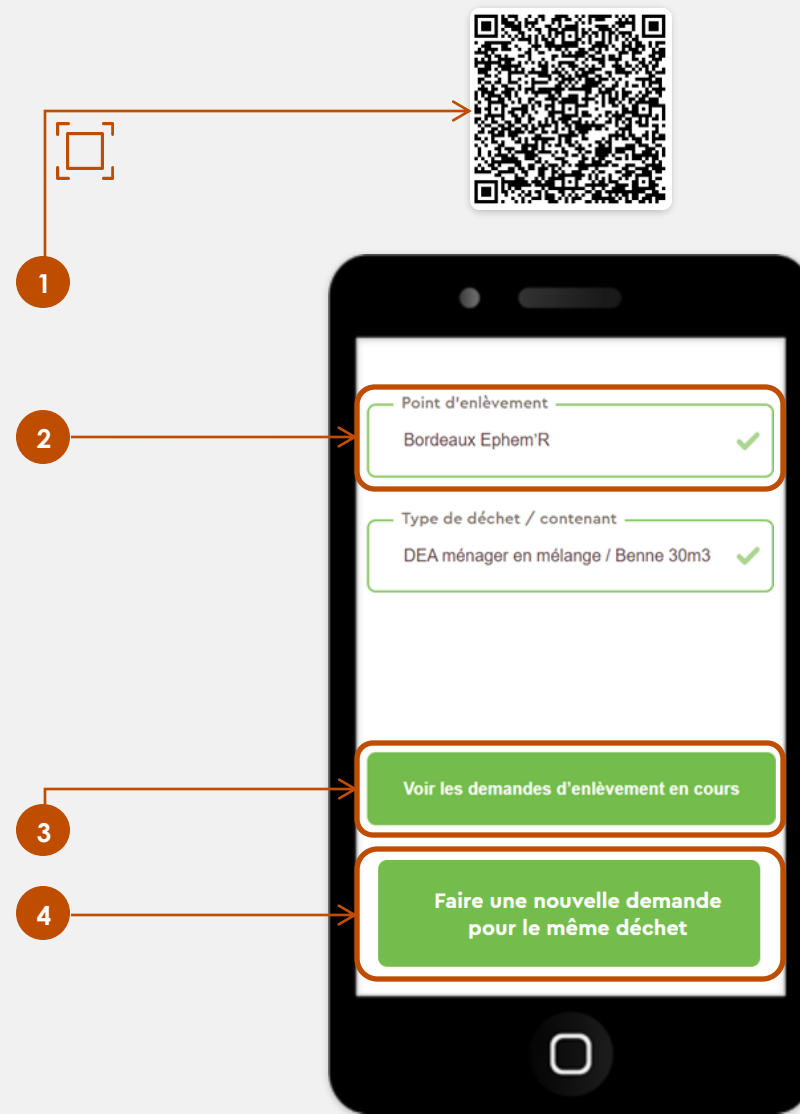 1
2
Point d'enlèvement
Bordeaux Ephem'R
Type de déchet / contenant
DEA ménager en mélange / Benne 30m3
3
Voir les demandes d'enlèvement en cours
4
Faire une nouvelle demande
pour le même déchet